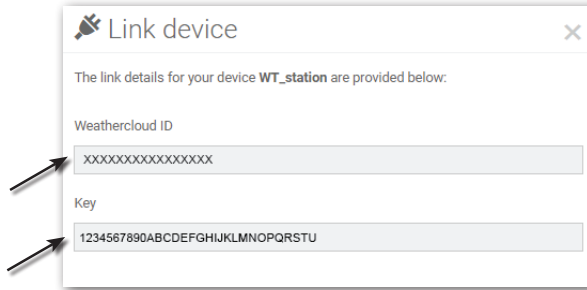 Link device
The link details for your device WT_station are provided below:
Weathercloud ID
XXXXXXXXXXXXXXXX
Key
1234567890ABCDEFGHIJKLMNOPQRSTU